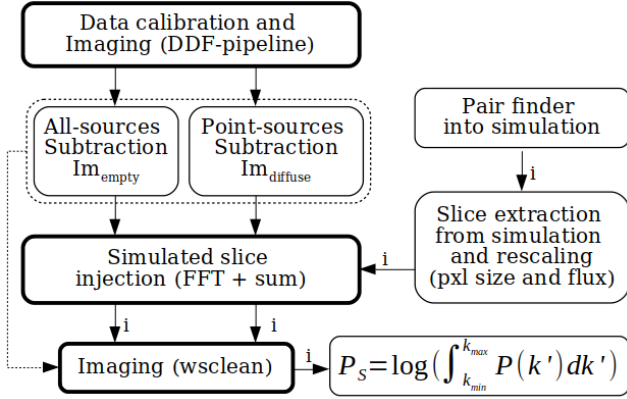 Data calibration and
Imaging (DDF-pipeline)
All-sources
Subtraction
Im_empty
Point-sources
Subtraction
Im_diffuse
Pair finder
into simulation
i
Slice extraction
from simulation
and rescaling
(pxl size and flux)
i
Simulated slice
injection (FFT + sum)
i
i
Imaging (wsclean)
i
P_S=log(∫_{k_min}^{k_max} P(k')dk')